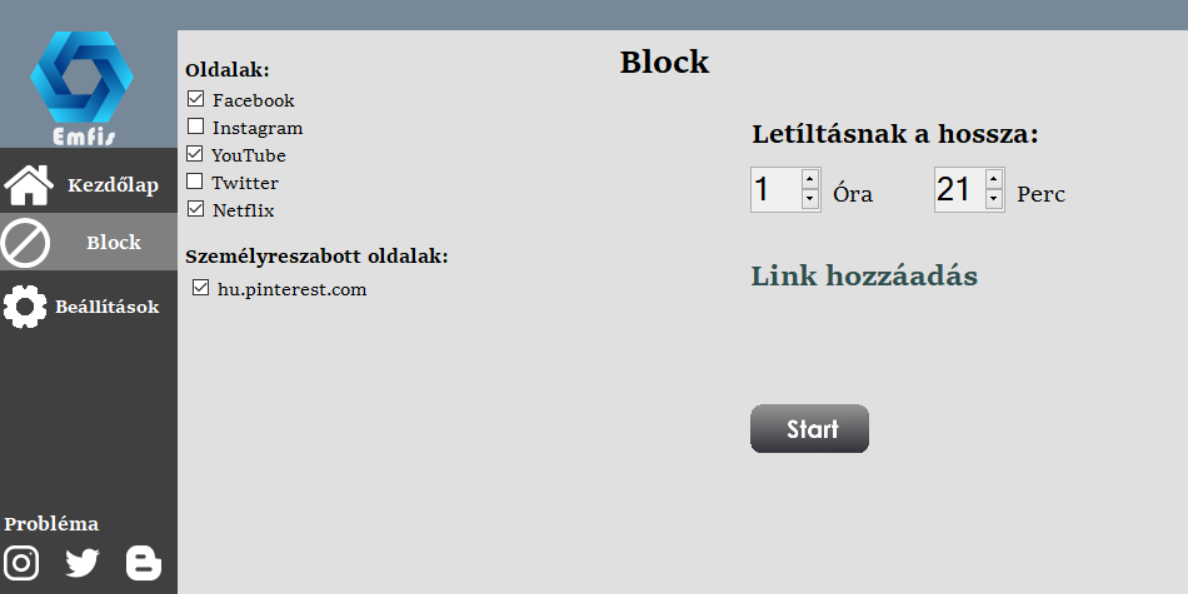 Emfis
Kezdőlap
Block
Beállítások
Probléma
Oldalak:
Facebook
Instagram
YouTube
Twitter
Netflix
Személyreszabott oldalak:
hu.pinterest.com
Block
Letíltásnak a hossza:
1 Óra 21 Perc
Link hozzáadás
Start